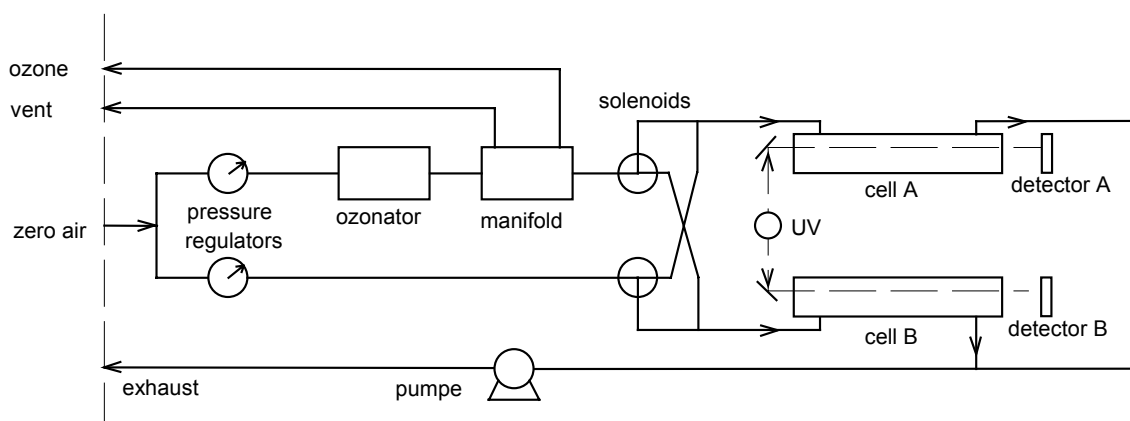 ozone
vent
solenoids
cell A
detector A
pressure
regulators
ozonator
manifold
zero air
UV
cell B
detector B
exhaust
pumpe